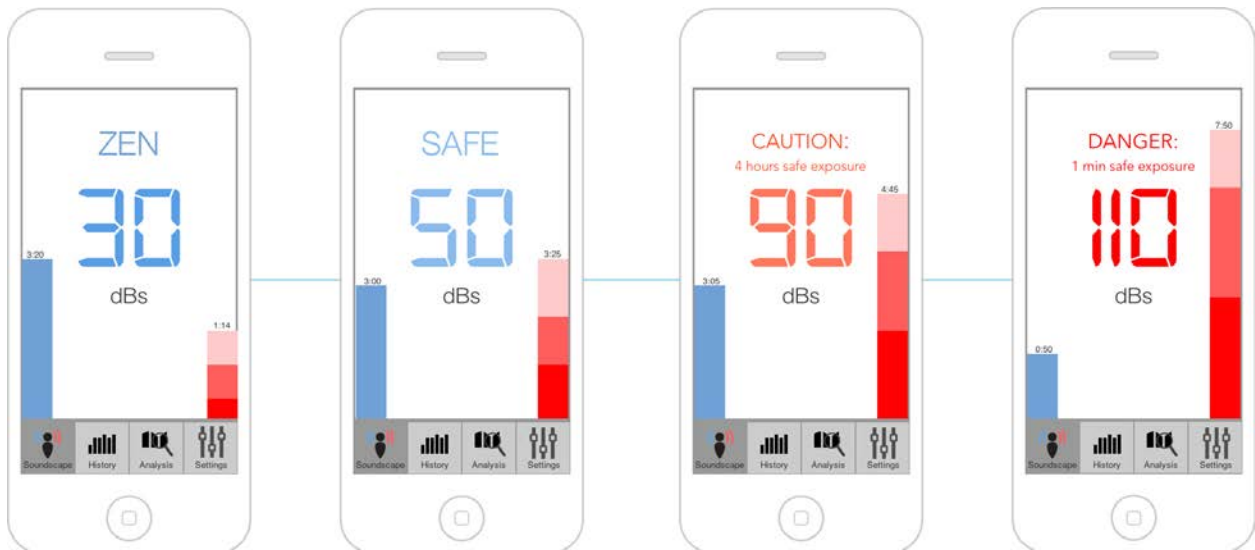 ZEN
30
dBs
3:20
1:14
Soundscape
History
Analysis
Settings
SAFE
50
dBs
3:00
3:25
Soundscape
History
Analysis
Settings
CAUTION:
4 hours safe exposure
90
dBs
3:05
4:45
Soundscape
History
Analysis
Settings
DANGER:
1 min safe exposure
110
dBs
0:50
7:50
Soundscape
History
Analysis
Settings